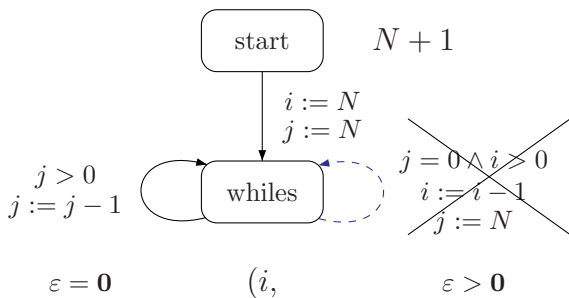 start
N + 1
i := N
j := N
j > 0
j := j − 1
whiles
j = 0 ∧ i > 0
i := i − 1
j := N
ε = 0
(i,
ε > 0